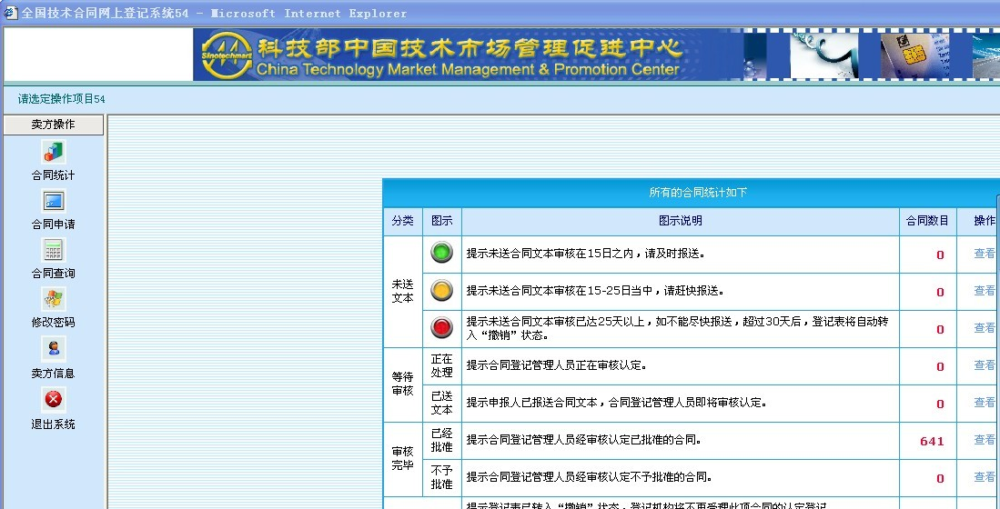 全国技术合同网上登记系统54 - Microsoft Internet Explorer
Sinotechmart
科技部中国技术市场管理促进中心
China Technology Market Management & Promotion Center
请选定操作项目54
卖方操作
合同统计
合同申请
合同查询
修改密码
卖方信息
退出系统
所有的合同统计如下
分类 图示 图示说明 合同数目 操作
未送
文本
提示未送合同文本审核在15日之内，请及时报送。 0 查看
提示未送合同文本审核在15-25日当中，请赶快报送。 0 查看
提示未送合同文本审核已达25天以上，如不能尽快报送，超过30天后，登记表将自动转
入“撤销”状态。 0 查看
等待
审核
正在
处理
提示合同登记管理人员正在审核认定。 0 查看
已送
文本
提示申报人已报送合同文本，合同登记管理人员即将审核认定。 0 查看
审核
完毕
已经
批准
提示合同登记管理人员经审核认定已批准的合同。 641 查看
不予
批准
提示合同登记管理人员经审核认定不予批准的合同。 0 查看
提示登记表已转入“撤销”状态，登记机构将不再受理此项合同的认定登记